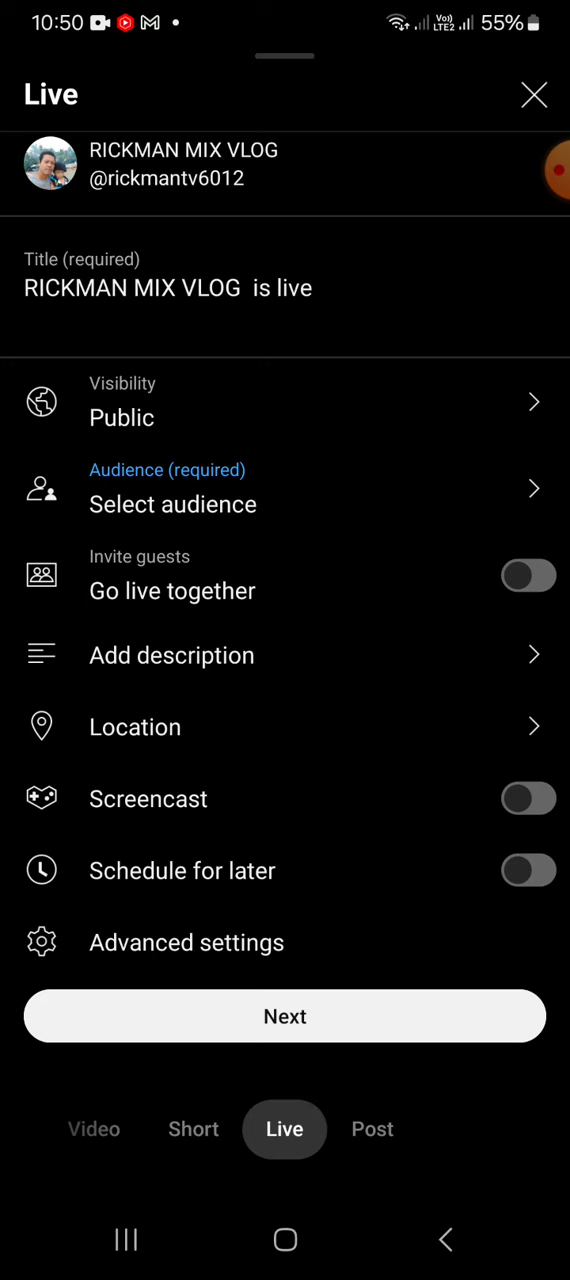 10:50 Vo) LTE2 55%
Live
RICKMAN MIX VLOG
@rickmantv6012
Title (required)
RICKMAN MIX VLOG  is live
Visibility
Public
Audience (required)
Select audience
Invite guests
Go live together
Add description
Location
Screencast
Schedule for later
Advanced settings
Next
Video Short Live Post